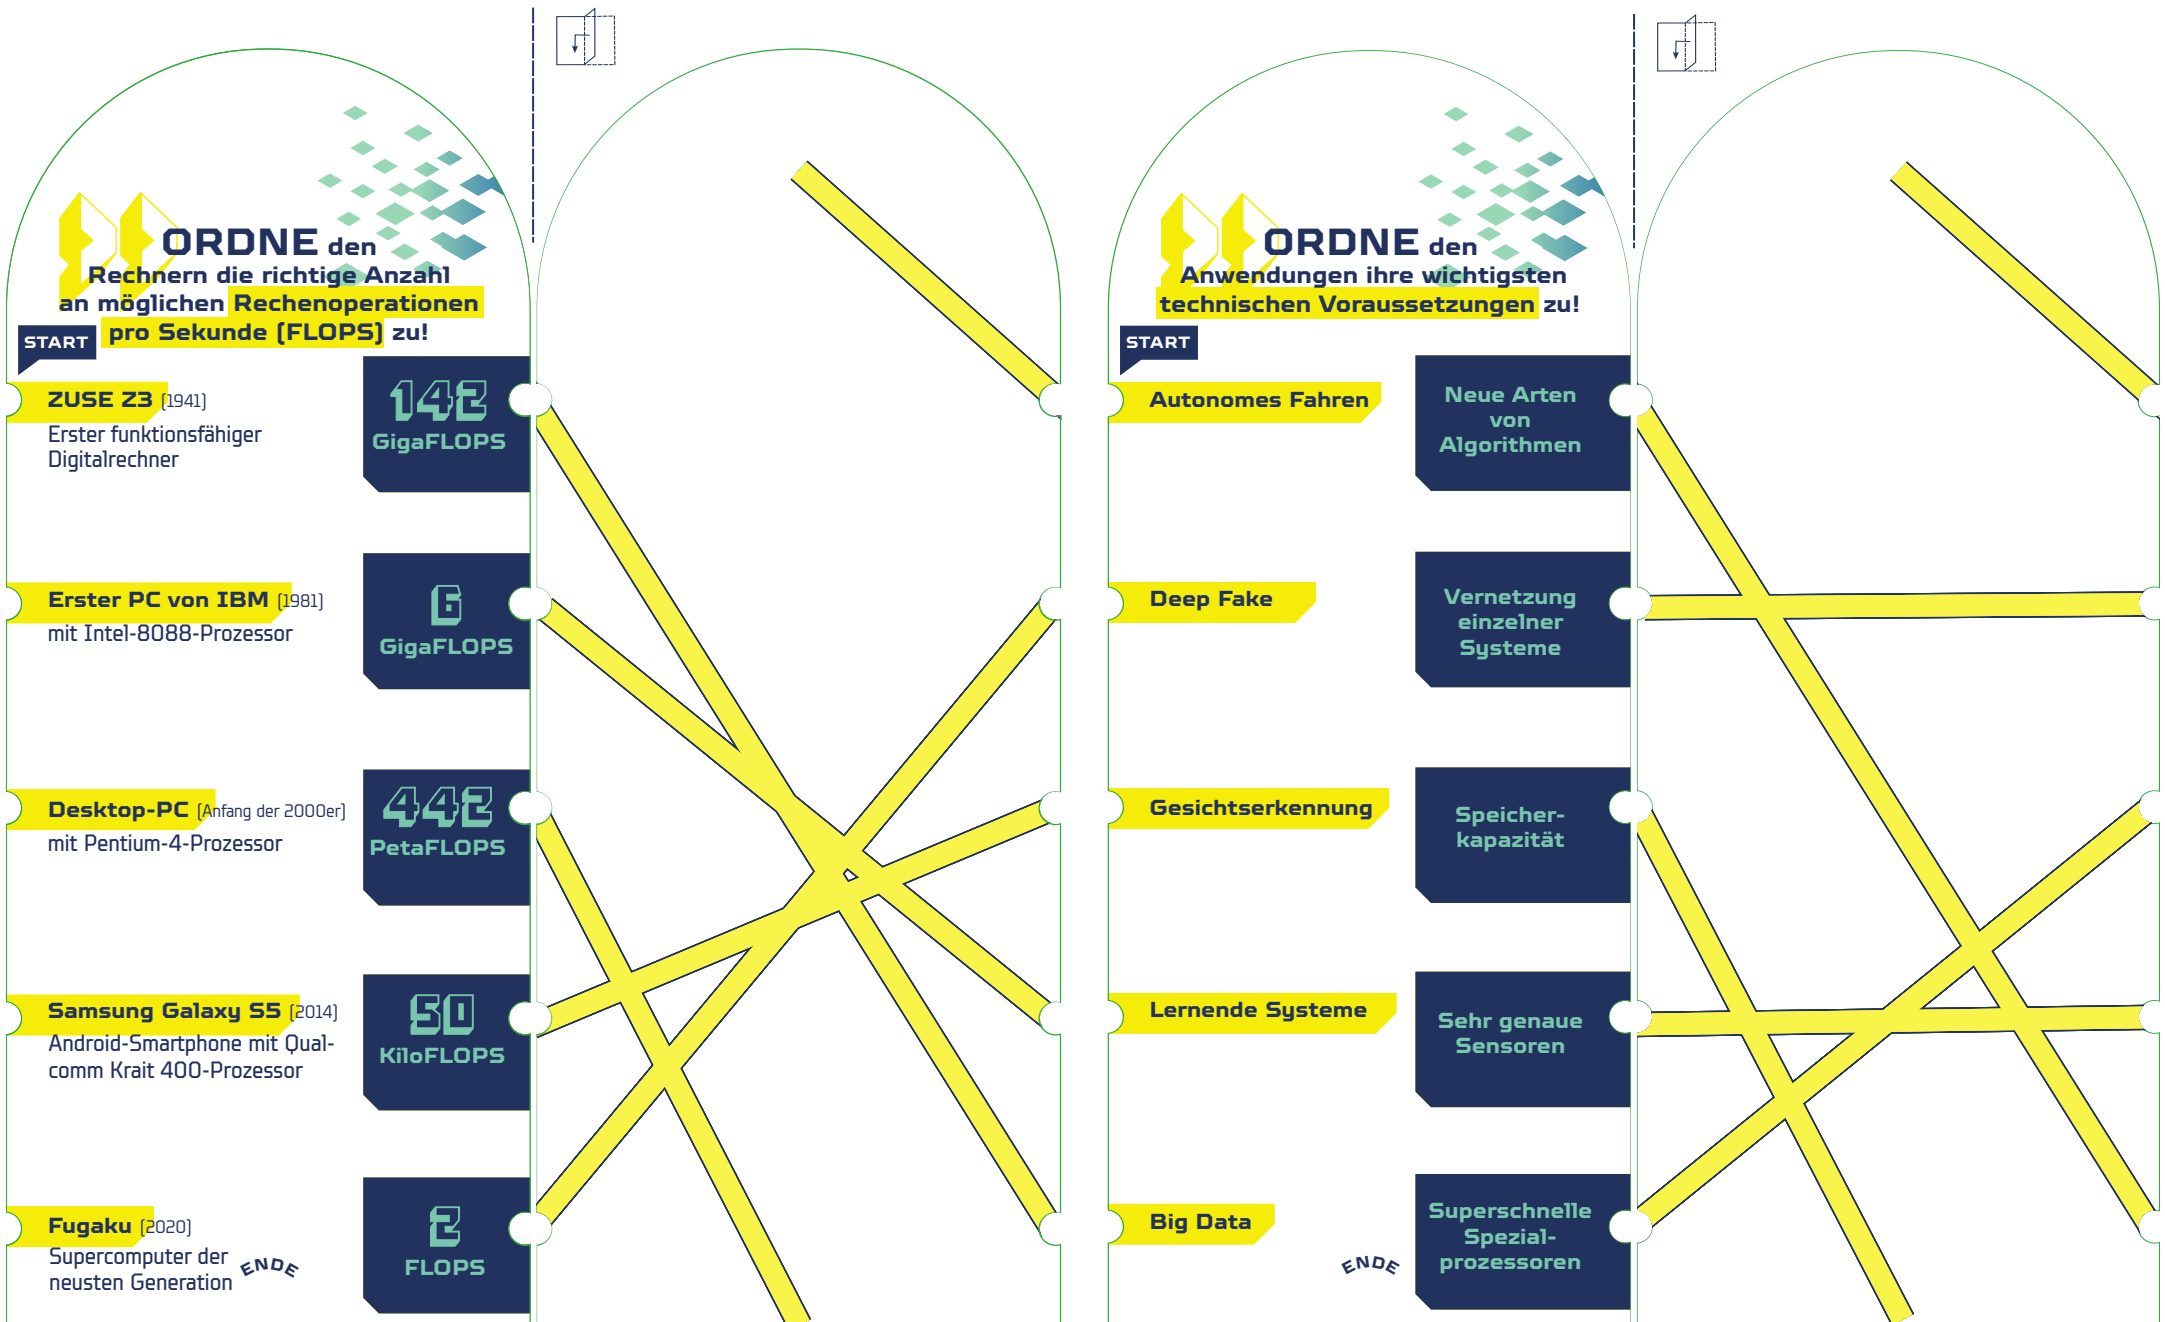 ORDNE den
Rechnern die richtige Anzahl
an möglichen Rechenoperationen
pro Sekunde (FLOPS) zu!
START
ZUSE Z3 (1941)
Erster funktionsfähiger
Digitalrechner
142
GigaFLOPS
Erster PC von IBM (1981)
mit Intel-8088-Prozessor
6
GigaFLOPS
Desktop-PC (Anfang der 2000er)
mit Pentium-4-Prozessor
442
PetaFLOPS
Samsung Galaxy S5 (2014)
Android-Smartphone mit Qual-
comm Krait 400-Prozessor
50
KiloFLOPS
Fugaku (2020)
Supercomputer der
neusten Generation
ENDE
2
FLOPS
ORDNE den
Anwendungen ihre wichtigsten
technischen Voraussetzungen zu!
START
Autonomes Fahren
Neue Arten
von
Algorithmen
Deep Fake
Vernetzung
einzelner
Systeme
Gesichtserkennung
Speicher-
kapazität
Lernende Systeme
Sehr genaue
Sensoren
Big Data
ENDE
Superschnelle
Spezial-
prozessoren